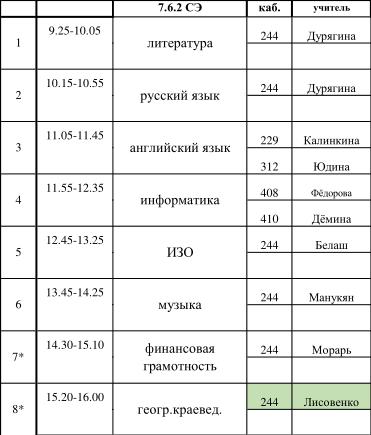 7.6.2 СЭ каб. учитель
1 9.25-10.05 литература 244 Дурягина
2 10.15-10.55 русский язык 244 Дурягина
3 11.05-11.45 английский язык 229 Калинкина
312 Юдина
4 11.55-12.35 информатика 408 Фёдорова
410 Дёмина
5 12.45-13.25 ИЗО 244 Белаш
6 13.45-14.25 музыка 244 Манукян
7* 14.30-15.10 финансовая 244 Морарь
грамотность
8* 15.20-16.00 геогр.краевед. 244 Лисовенко